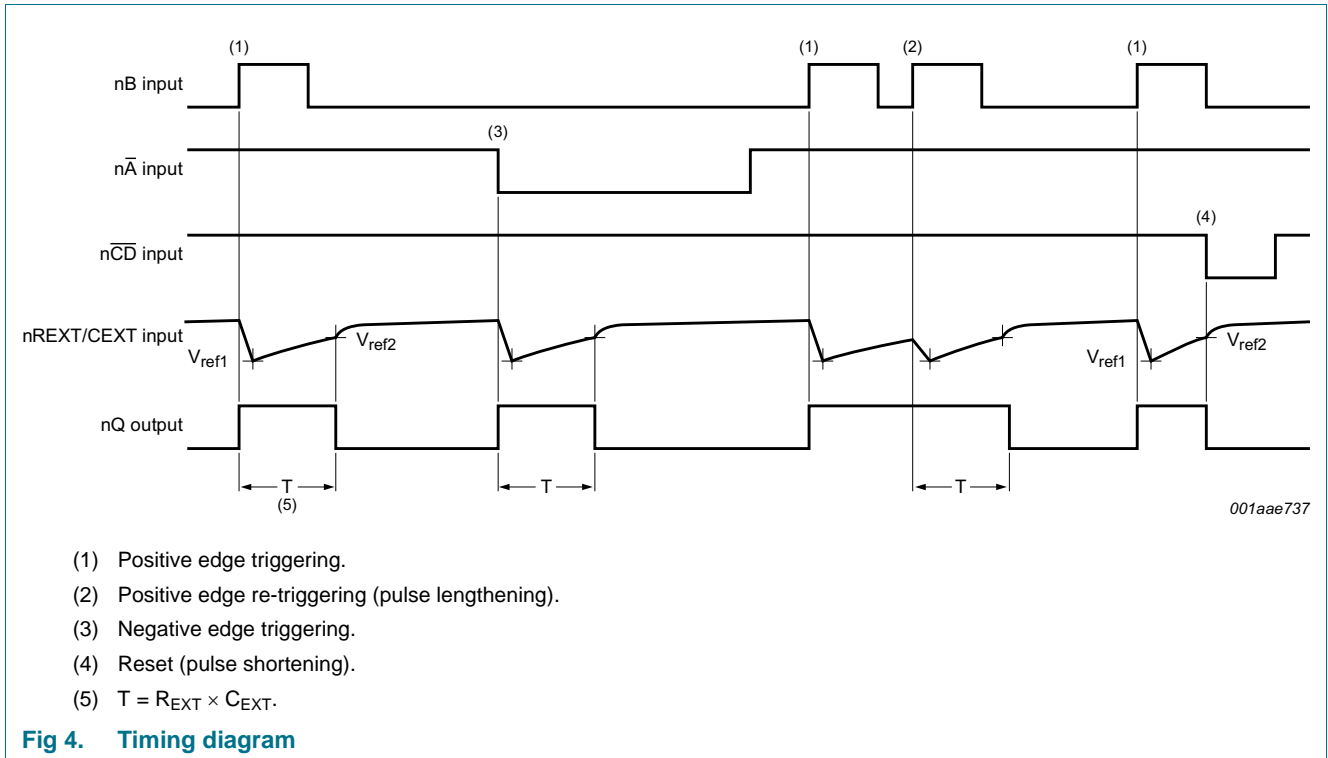 (1) (1) (2) (1)
nB input
(3)
nA̅ input
(4)
nC̅D̅ input
nREXT/CEXT input
Vref1 Vref2 Vref1 Vref2
nQ output
T T T
(5)
001aae737
(1) Positive edge triggering.
(2) Positive edge re-triggering (pulse lengthening).
(3) Negative edge triggering.
(4) Reset (pulse shortening).
(5) T = REXT × CEXT.
Fig 4. Timing diagram